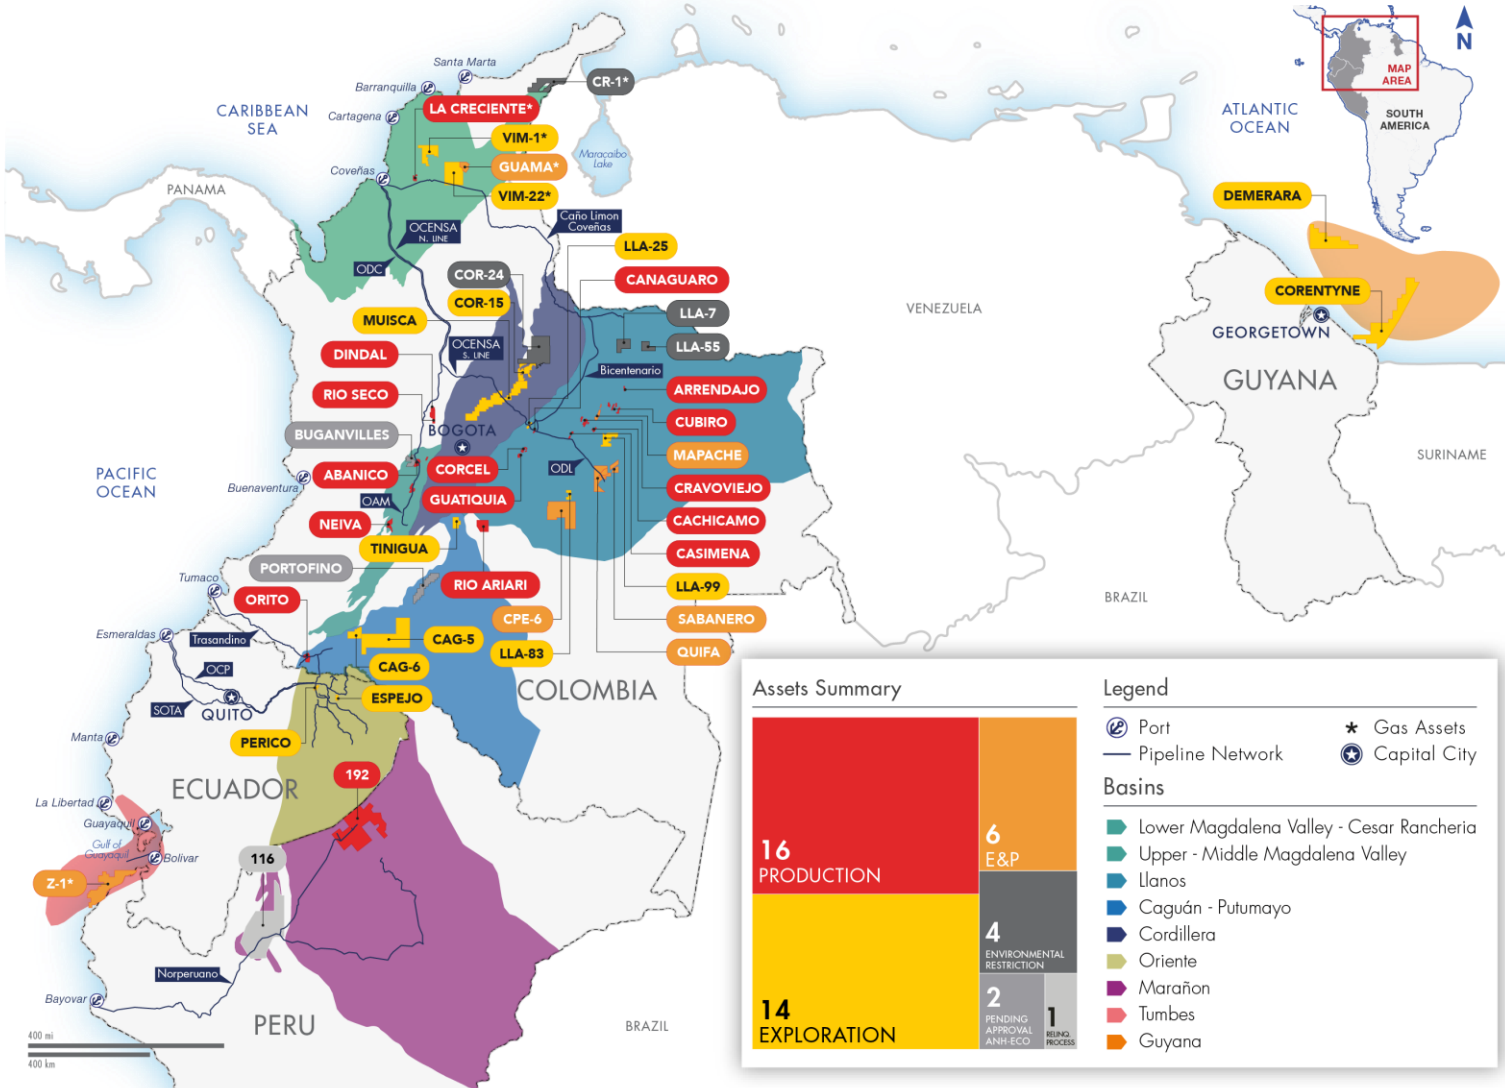 N
MAP
AREA
SOUTH
AMERICA
ATLANTIC
OCEAN
CARIBBEAN
SEA
PACIFIC
OCEAN
Santa Marta
Barranquilla
Cartagena
Coveñas
PANAMA
Maracaibo
Lake
CR-1*
LA CRECIENTE*
VIM-1*
GUAMA*
VIM-22*
OCENSA
N. LINE
ODC
Caño Limon
Coveñas
LLA-25
COR-24
CANAGUARO
COR-15
LLA-7
MUISCA
LLA-55
DINDAL
OCENSA
S. LINE
Bicentenario
RIO SECO
ARRENDAJO
BUGANVILLES
BOGOTA
CUBIRO
MAPACHE
ABANICO
CORCEL
ODL
Buenaventura
OAM
GUATIQUIA
CRAVOVIEJO
NEIVA
CACHICAMO
TINIGUA
CASIMENA
PORTOFINO
Tumaco
RIO ARIARI
LLA-99
ORITO
CPE-6
SABANERO
Esmeraldas
Trasandino
CAG-5
LLA-83
QUIFA
OCP
CAG-6
SOTA
QUITO
ESPEJO
COLOMBIA
Manta
PERICO
ECUADOR
192
La Libertad
Guayaquil
Gulf of
Guayaquil
Bolivar
116
Z-1*
Norperuano
Bayovar
PERU
BRAZIL
400 mi
400 km
VENEZUELA
DEMERARA
CORENTYNE
GEORGETOWN
GUYANA
SURINAME
BRAZIL
Assets Summary
16
PRODUCTION
6
E&P
14
EXPLORATION
4
ENVIRONMENTAL
RESTRICTION
2
PENDING
APPROVAL
ANH-ECO
1
RELINQ.
PROCESS
Legend
Port
* Gas Assets
Pipeline Network
Capital City
Basins
Lower Magdalena Valley - Cesar Rancheria
Upper - Middle Magdalena Valley
Llanos
Caguán - Putumayo
Cordillera
Oriente
Marañon
Tumbes
Guyana